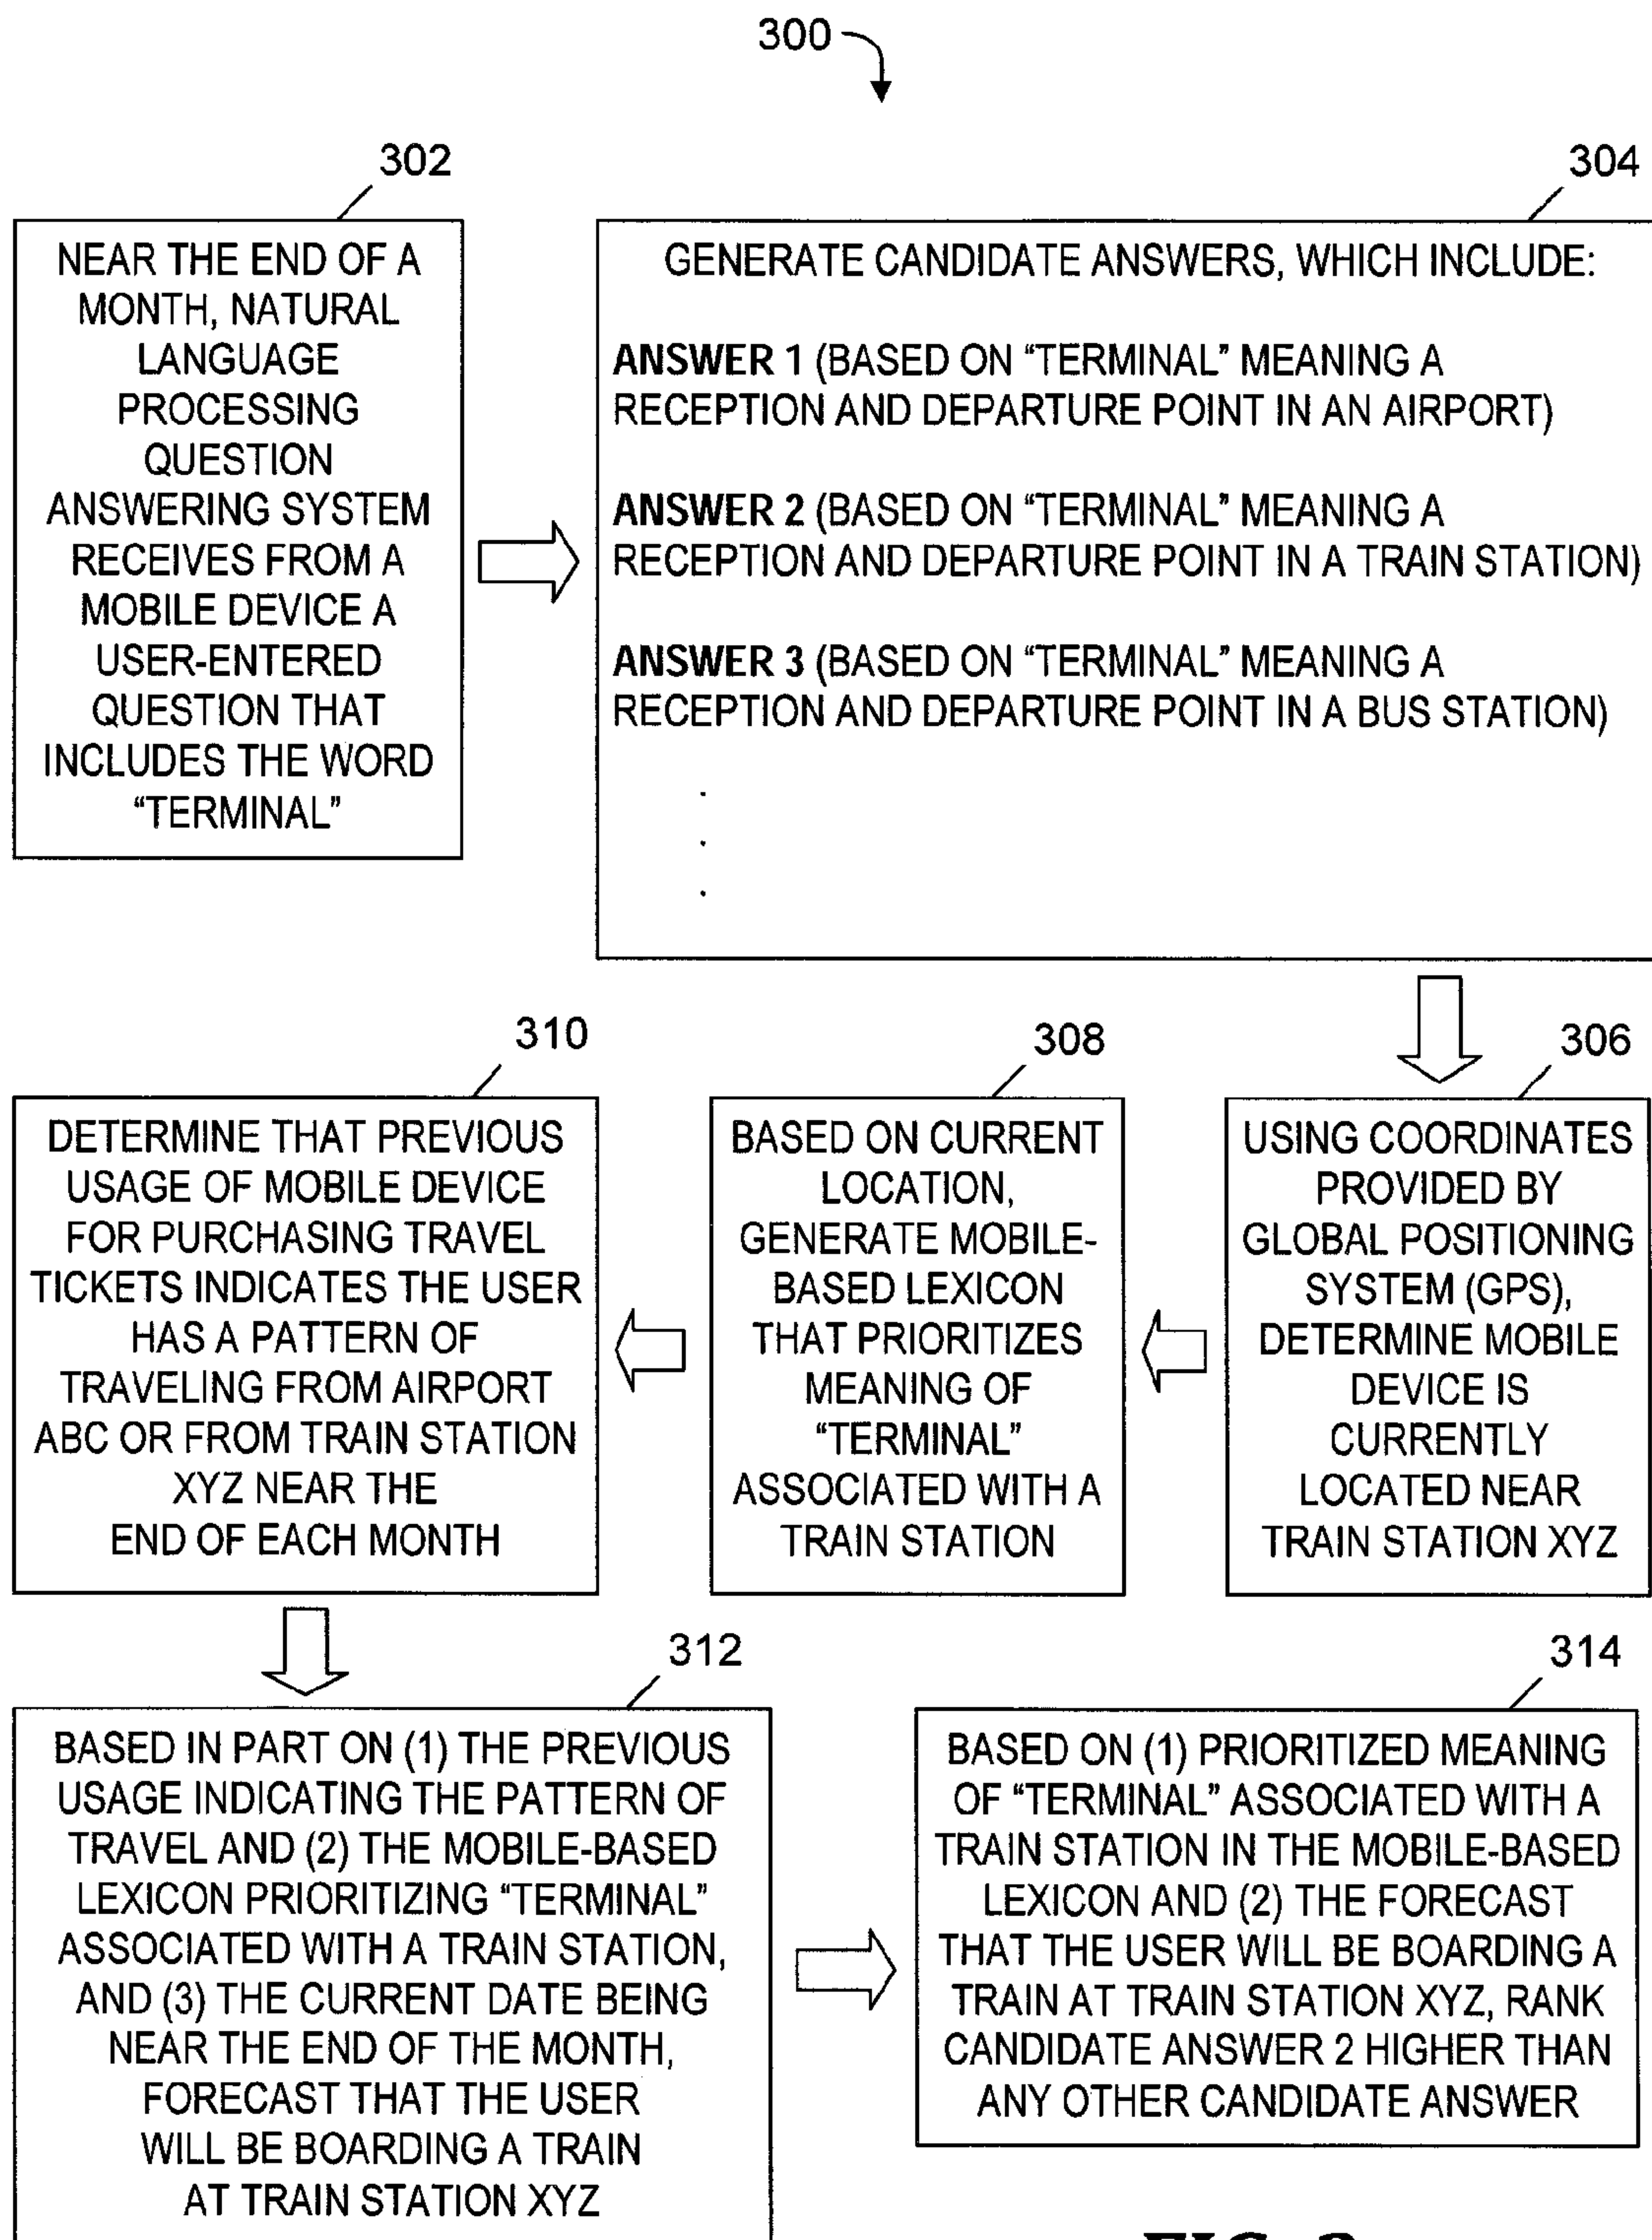 300
302
NEAR THE END OF A
MONTH, NATURAL
LANGUAGE
PROCESSING
QUESTION
ANSWERING SYSTEM
RECEIVES FROM A
MOBILE DEVICE A
USER-ENTERED
QUESTION THAT
INCLUDES THE WORD
“TERMINAL”
304
GENERATE CANDIDATE ANSWERS, WHICH INCLUDE:
ANSWER 1 (BASED ON “TERMINAL” MEANING A
RECEPTION AND DEPARTURE POINT IN AN AIRPORT)
ANSWER 2 (BASED ON “TERMINAL” MEANING A
RECEPTION AND DEPARTURE POINT IN A TRAIN STATION)
ANSWER 3 (BASED ON “TERMINAL” MEANING A
RECEPTION AND DEPARTURE POINT IN A BUS STATION)
.
.
.
306
USING COORDINATES
PROVIDED BY
GLOBAL POSITIONING
SYSTEM (GPS),
DETERMINE MOBILE
DEVICE IS
CURRENTLY
LOCATED NEAR
TRAIN STATION XYZ
308
BASED ON CURRENT
LOCATION,
GENERATE MOBILE-
BASED LEXICON
THAT PRIORITIZES
MEANING OF
“TERMINAL”
ASSOCIATED WITH A
TRAIN STATION
310
DETERMINE THAT PREVIOUS
USAGE OF MOBILE DEVICE
FOR PURCHASING TRAVEL
TICKETS INDICATES THE USER
HAS A PATTERN OF
TRAVELING FROM AIRPORT
ABC OR FROM TRAIN STATION
XYZ NEAR THE
END OF EACH MONTH
312
BASED IN PART ON (1) THE PREVIOUS
USAGE INDICATING THE PATTERN OF
TRAVEL AND (2) THE MOBILE-BASED
LEXICON PRIORITIZING “TERMINAL”
ASSOCIATED WITH A TRAIN STATION,
AND (3) THE CURRENT DATE BEING
NEAR THE END OF THE MONTH,
FORECAST THAT THE USER
WILL BE BOARDING A TRAIN
AT TRAIN STATION XYZ
314
BASED ON (1) PRIORITIZED MEANING
OF “TERMINAL” ASSOCIATED WITH A
TRAIN STATION IN THE MOBILE-BASED
LEXICON AND (2) THE FORECAST
THAT THE USER WILL BE BOARDING A
TRAIN AT TRAIN STATION XYZ, RANK
CANDIDATE ANSWER 2 HIGHER THAN
ANY OTHER CANDIDATE ANSWER